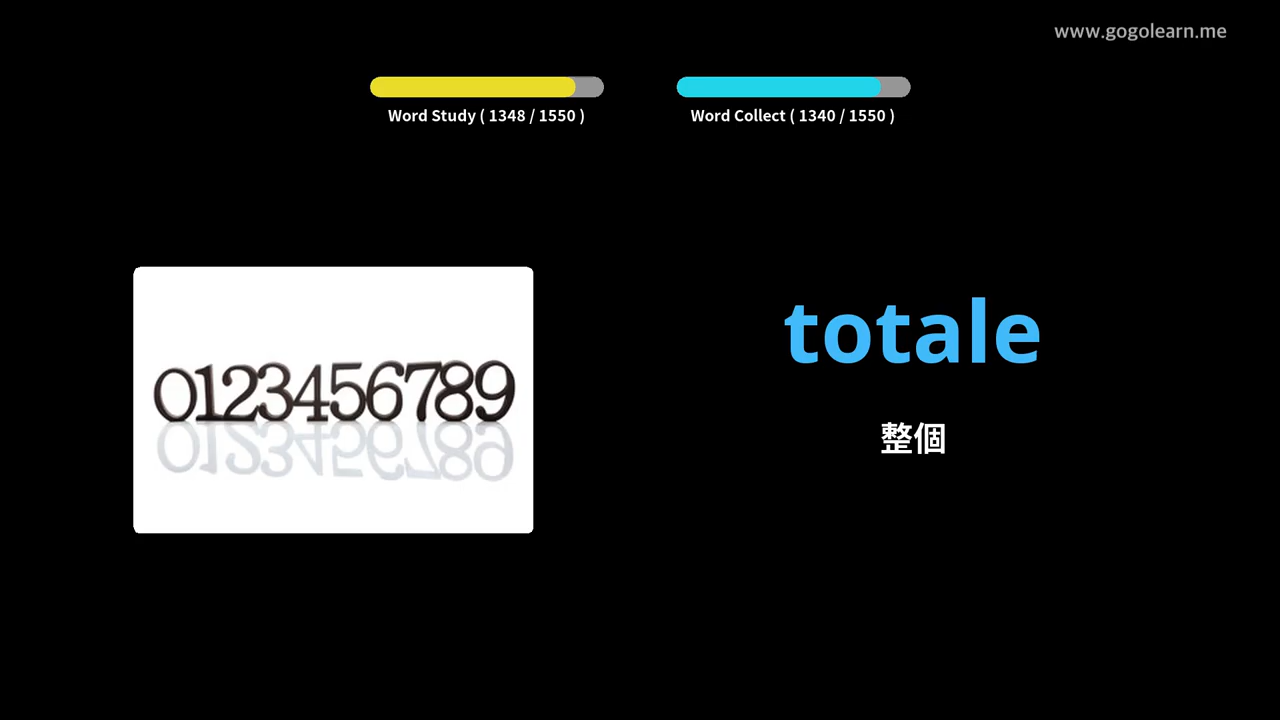 www.gogolearn.me
Word Study ( 1348 / 1550 )
Word Collect ( 1340 / 1550 )
0123456789
totale
整個